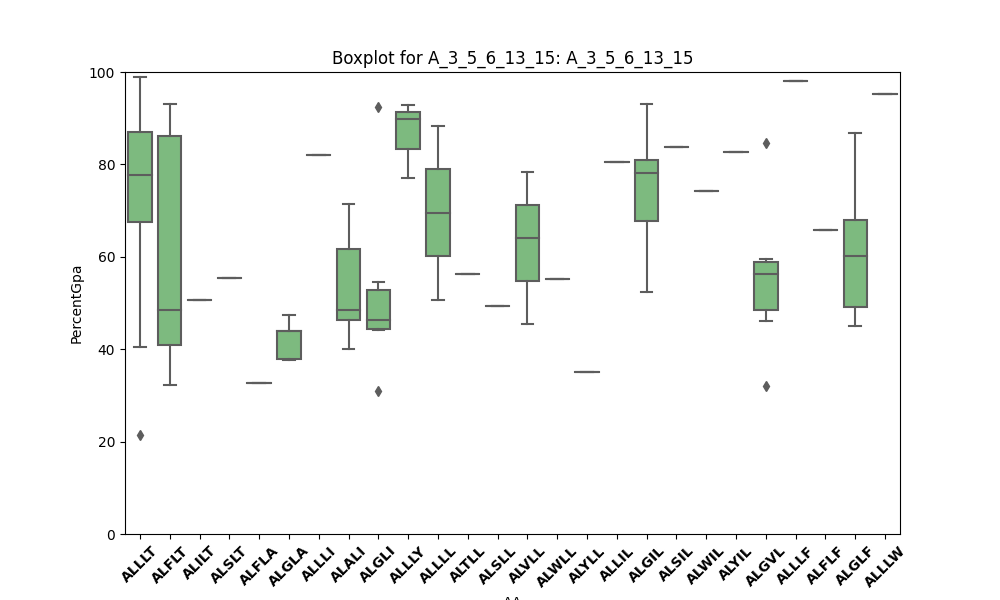 Boxplot for A_3_5_6_13_15: A_3_5_6_13_15
100
80
60
40
20
0
PercentGpa
ALLLT ALFLT ALILT ALSLT ALFLA ALGLA ALLLI ALALI ALGLI ALLLY ALLLL ALTLL ALSLL ALVLL ALWLL ALYLL ALLIL ALGIL ALSIL ALWIL ALYIL ALGVL ALLLF ALFLF ALGLF ALLLW